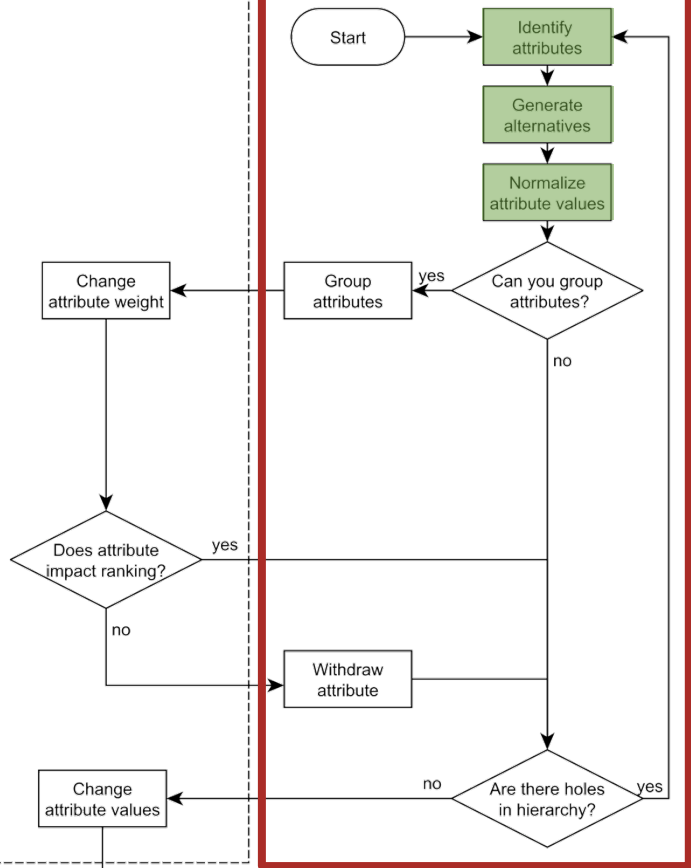 Start
Identify
attributes
Generate
alternatives
Normalize
attribute values
Can you group
attributes?
yes
Group
attributes
Change
attribute weight
no
Does attribute
impact ranking?
yes
no
Withdraw
attribute
Are there holes
in hierarchy?
yes
no
Change
attribute values